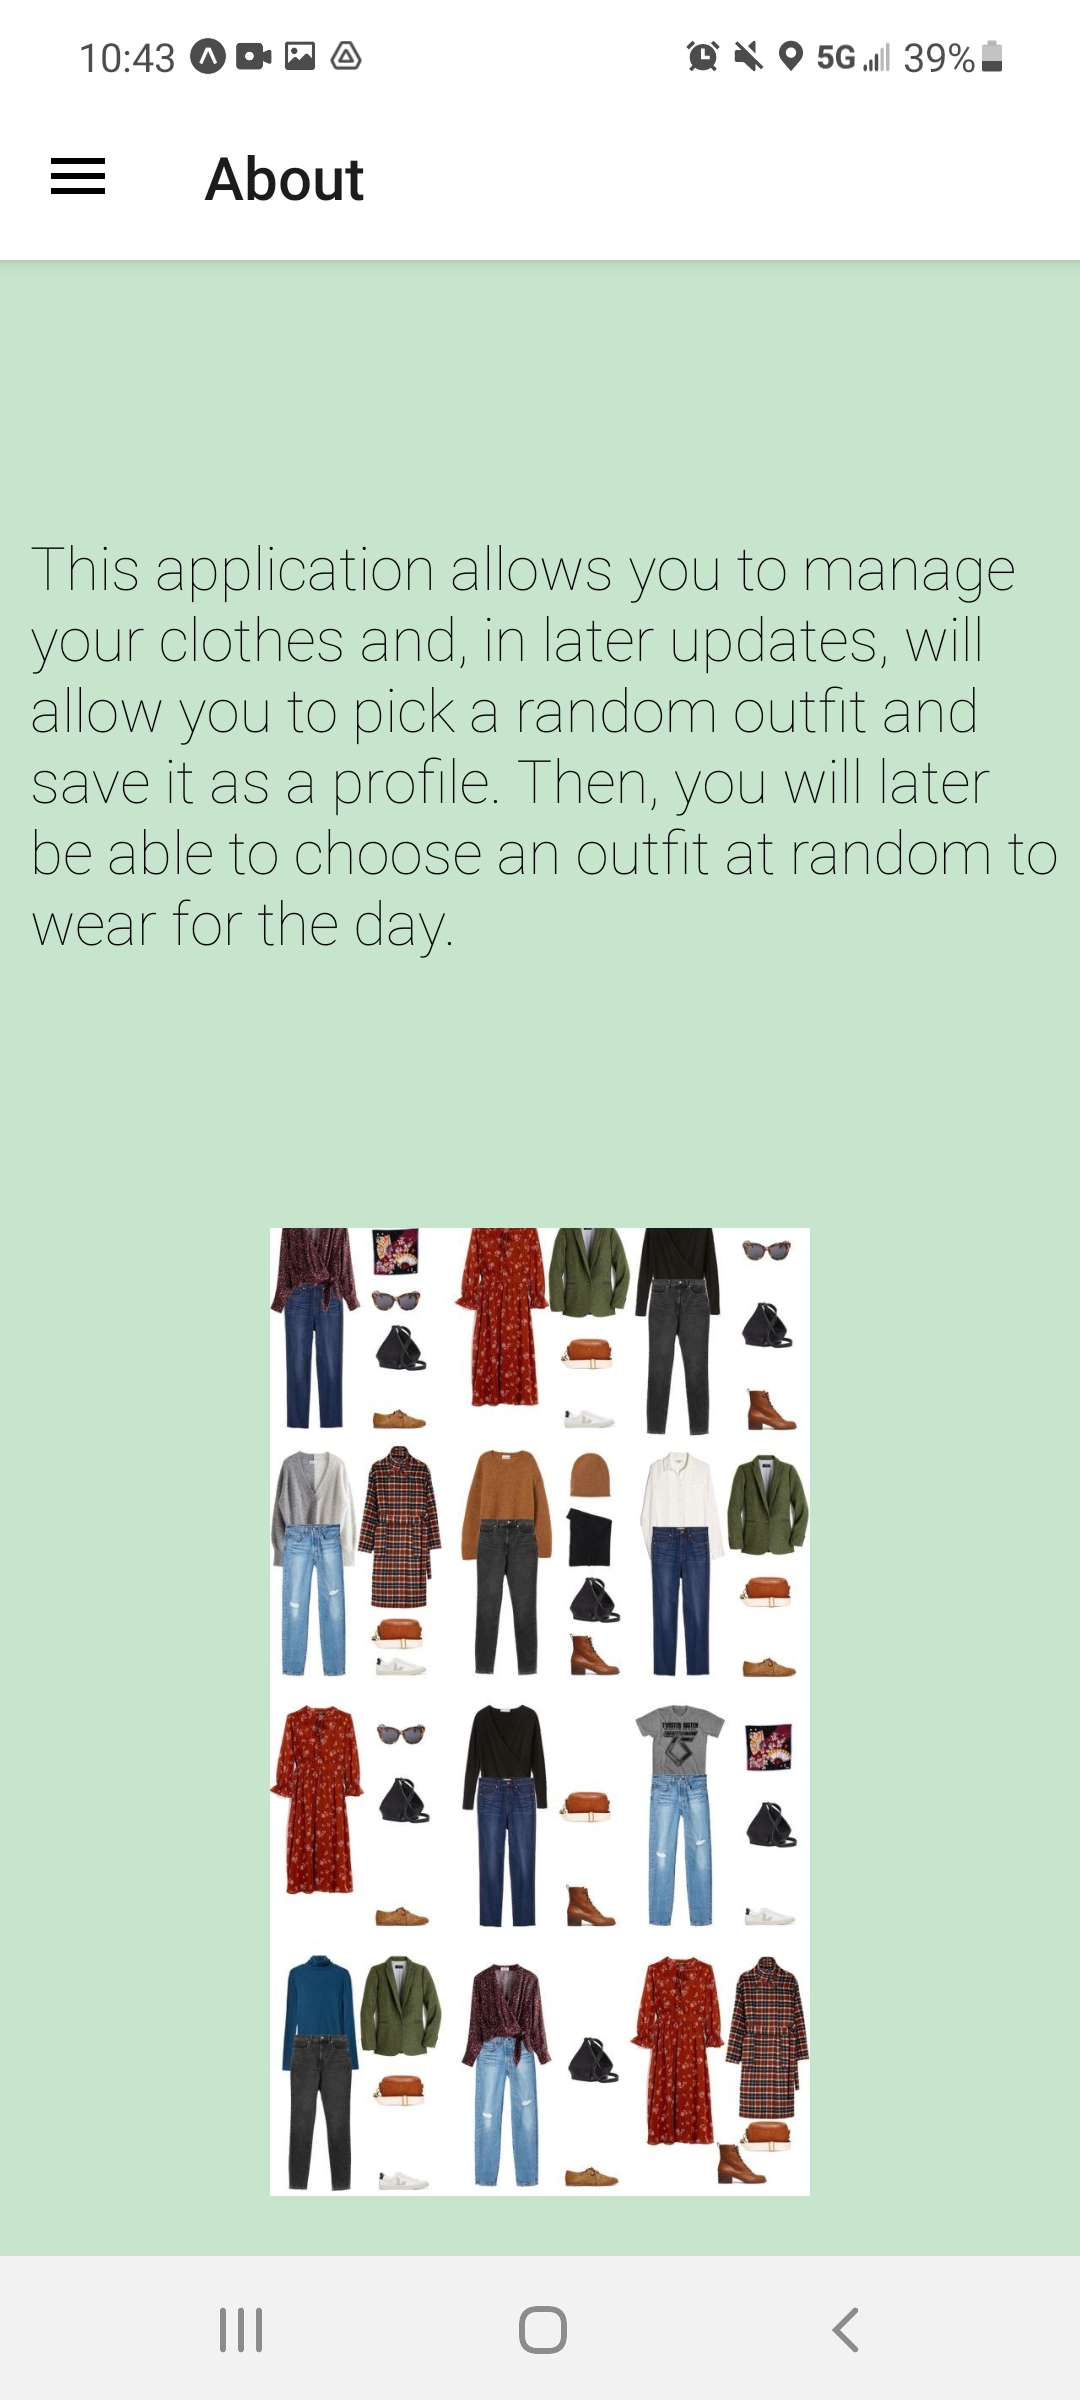 10:43 5G 39%
About
This application allows you to manage
your clothes and, in later updates, will
allow you to pick a random outfit and
save it as a profile. Then, you will later
be able to choose an outfit at random to
wear for the day.
TWISTED SISTER